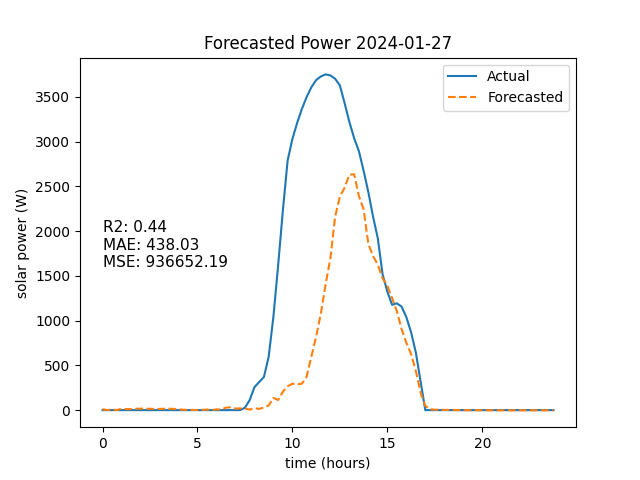 Forecasted Power 2024-01-27
Actual
Forecasted
3500
3000
2500
2000
1500
1000
500
0
solar power (W)
R2: 0.44
MAE: 438.03
MSE: 936652.19
0 5 10 15 20
time (hours)